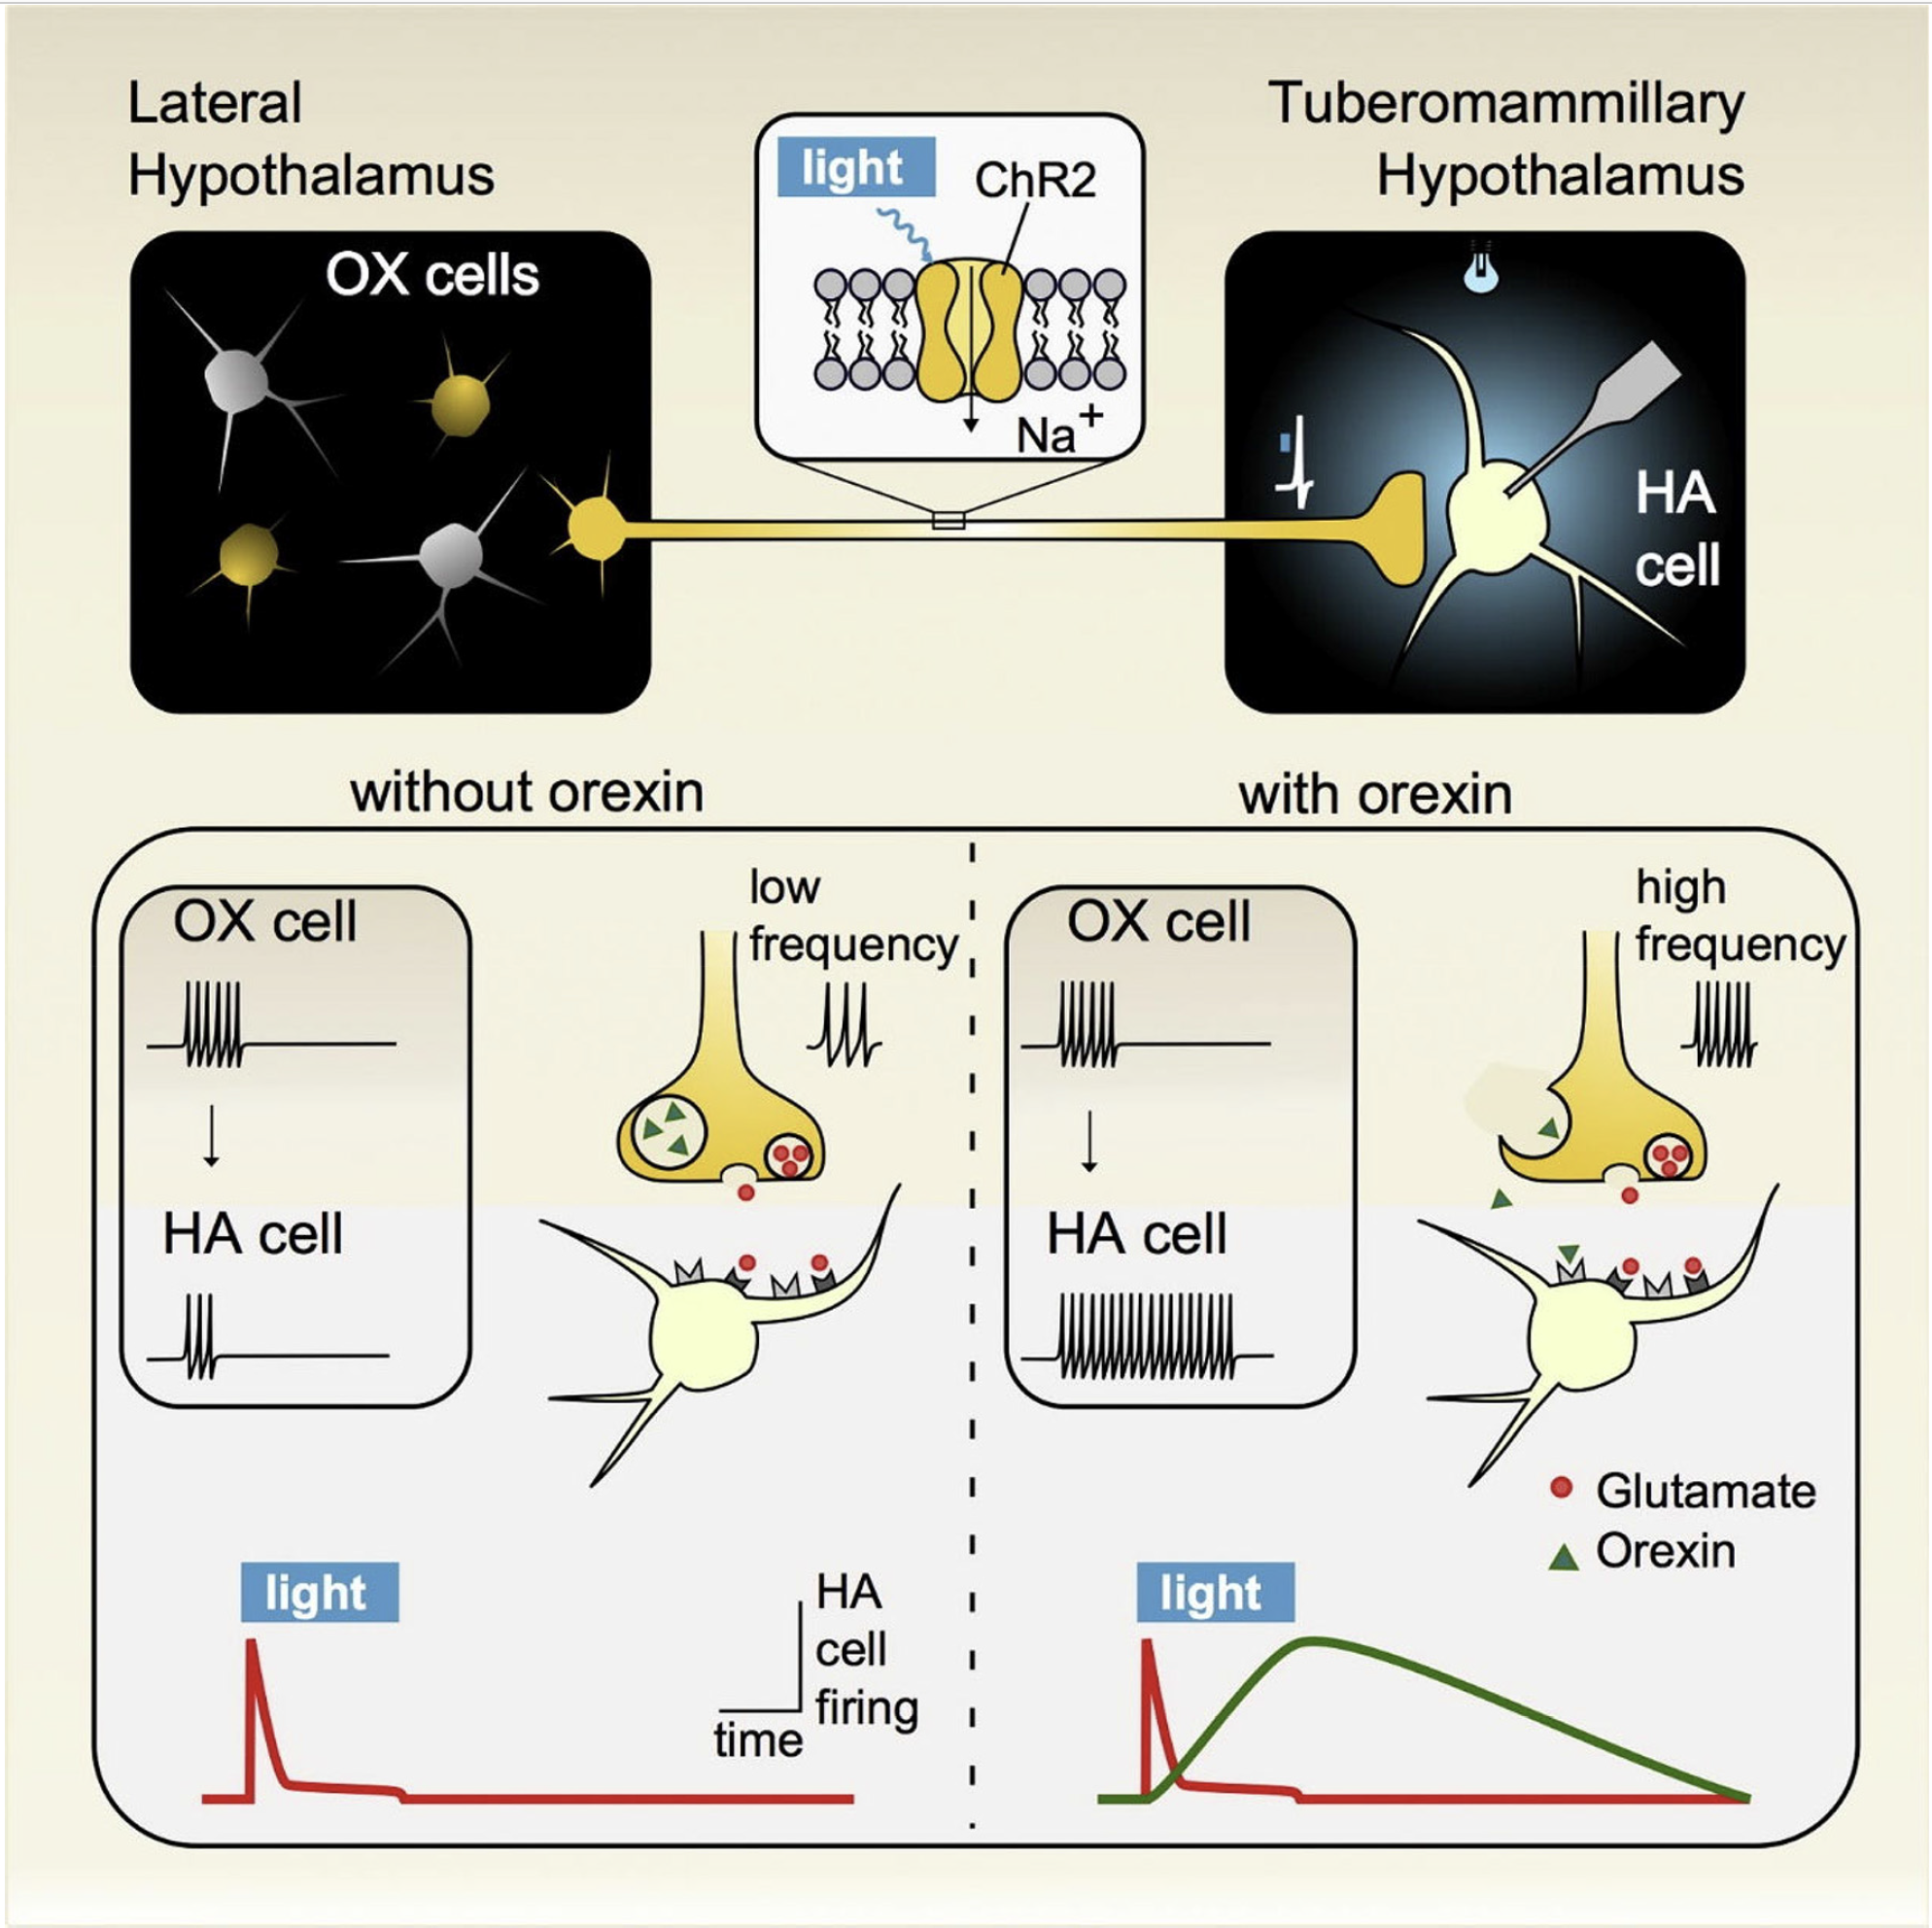 Lateral
Hypothalamus
light
ChR2
Na+
Tuberomammillary
Hypothalamus
OX cells
HA
cell
without orexin
with orexin
OX cell
HA cell
low
frequency
OX cell
HA cell
high
frequency
Glutamate
Orexin
light
HA
cell
firing
time
light